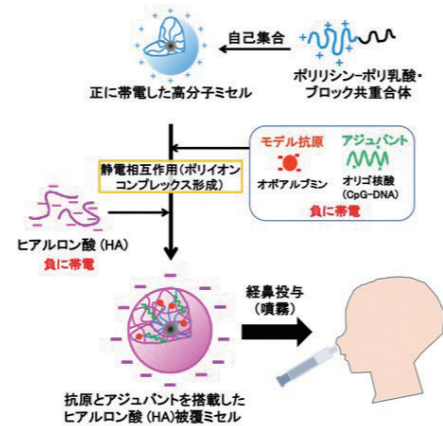 自己集合
正に帯電した高分子ミセル
ポリリシン-ポリ乳酸・
ブロック共重合体
モデル抗原
アジュバント
オボアルブミン
オリゴ核酸
(CpG-DNA)
負に帯電
静電相互作用(ポリイオン
コンプレックス形成)
ヒアルロン酸(HA)
負に帯電
経鼻投与
(噴霧)
抗原とアジュバントを搭載した
ヒアルロン酸(HA)被覆ミセル